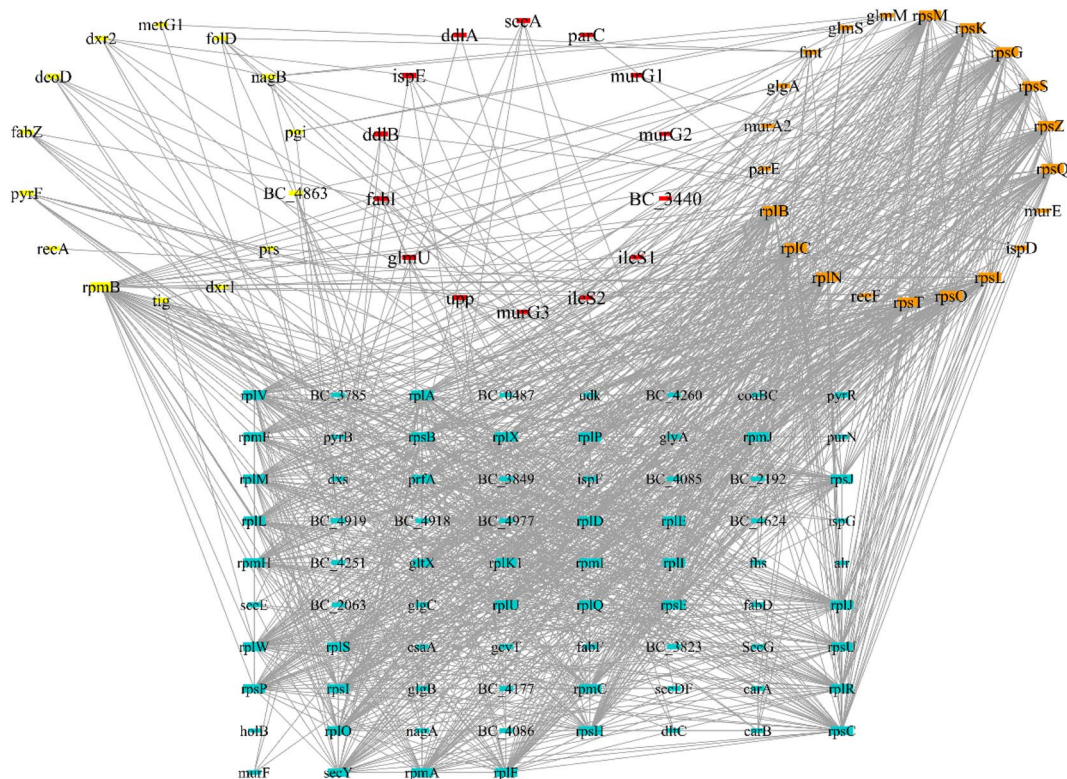 metG1
dxr2
folD
dcoD
nagB
fabZ
pgi
BC_4863
pyrF
recA
prs
rpmB
tig
dxr1
secA
ddlA
parC
ispE
murG1
ddlB
murG2
fabI
BC_3440
glmU
ileS1
upp
ileS2
murG3
glmM
rpsM
glmS
rpsK
fmt
rpsG
glgA
rpsS
murA2
rpsZ
parE
rpsQ
rplB
murE
rplC
ispD
rplN
rpsL
recF
rpsO
rpsT
rplV BC_3785 rplA BC_0487 udk BC_4260 coaBC pyrR
rpmF pyrB rpsB rplX rplP glyA rpmJ purN
rplM dxs prfA BC_3849 ispF BC_4085 BC_2192 rpsJ
rplL BC_4919 BC_4918 BC_4977 rplD rplE BC_4624 ispG
rpmH BC_4251 gltX rplK1 rpmI rplI fhs alr
secE BC_2063 glgC rplU rplQ rpsE fabD rplJ
rplW rplS csaA gcvT fabF BC_3823 SecG rpsU
rpsP rpsI glgB BC_4177 rpmC secDF carA rplR
holB rplO nagA BC_4086 rpsH dltC carB rpsC
murF secY rpmA rplF